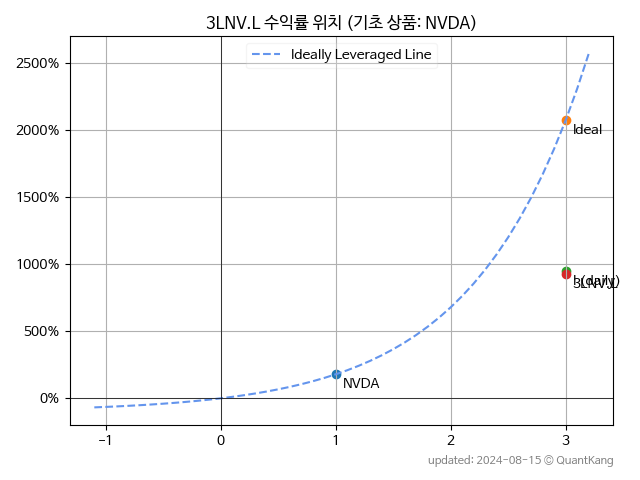 3LNV.L 수익률 위치 (기초 상품: NVDA)
Ideally Leveraged Line
2500%
2000%
1500%
1000%
500%
0%
Ideal
(daily)
3LNV.L
NVDA
-1
0
1
2
3
updated: 2024-08-15 © QuantKang